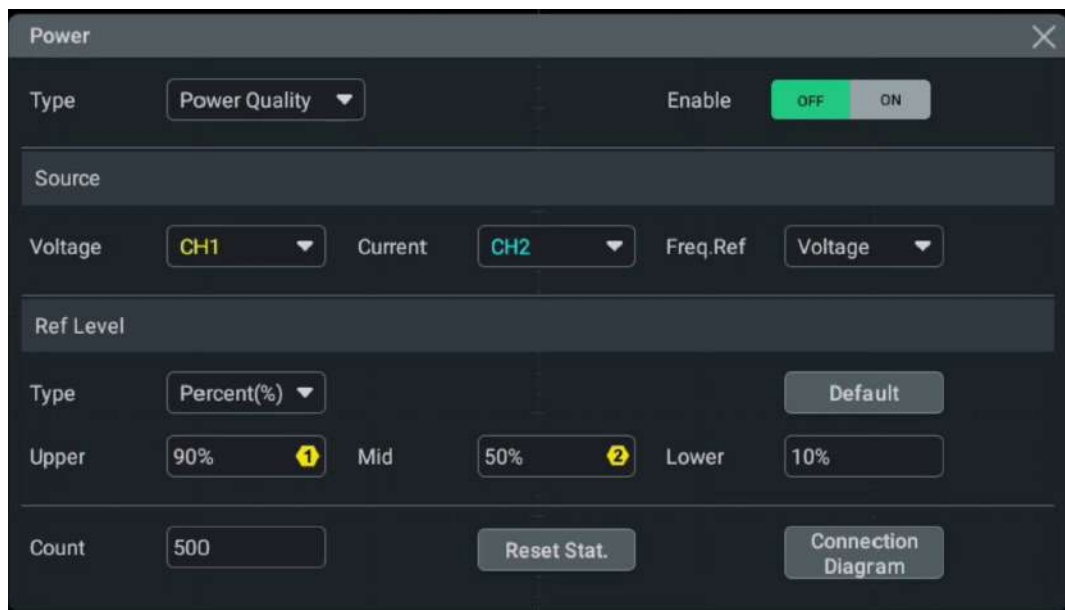 Power
Type Power Quality Enable OFF ON
Source
Voltage CH1 Current CH2 Freq.Ref Voltage
Ref Level
Type Percent(%) Default
Upper 90% 1 Mid 50% 2 Lower 10%
Count 500 Reset Stat. Connection
Diagram